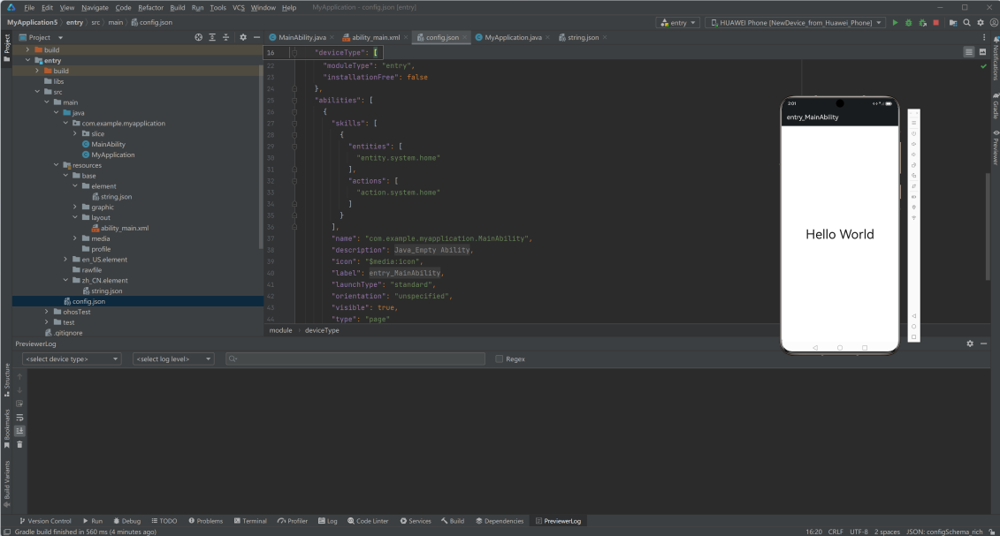 File Edit View Navigate Code Refactor Build Run Tools VCS Window Help MyApplication - config.json [entry]
MyApplication5 entry src main config.json entry HUAWEI Phone [NewDevice_from_Huawei_Phone]
Project MainAbility.java ability_main.xml config.json MyApplication.java string.json
build
entry
build
libs
src
main
java
com.example.myapplication
slice
MainAbility
MyApplication
resources
base
element
string.json
graphic
layout
ability_main.xml
media
profile
en_US.element
rawfile
zh_CN.element
string.json
config.json
ohosTest
test
.gitignore
16 "deviceType": [
22 "moduleType": "entry",
23 "installationFree": false
24 },
25 "abilities": [
26 {
27 "skills": [
28 {
29 "entities": [
30 "entity.system.home"
31 ],
32 "actions": [
33 "action.system.home"
34 ]
35 }
36 ],
37 "name": "com.example.myapplication.MainAbility",
38 "description": Java_Empty Ability,
39 "icon": "$media:icon",
40 "label": entry_MainAbility,
41 "launchType": "standard",
42 "orientation": "unspecified",
43 "visible": true,
44 "type": "page"
module deviceType
2:01
entry_MainAbility
Hello World
Project
Structure
Bookmarks
Build Variants
Notifications
Gradle
Previewer
PreviewerLog
<select device type> <select log level> Regex
Version Control Run Debug TODO Problems Terminal Profiler Log Code Linter Services Build Dependencies PreviewerLog
Gradle build finished in 560 ms (4 minutes ago) 16:20 CRLF UTF-8 2 spaces JSON: configSchema_rich